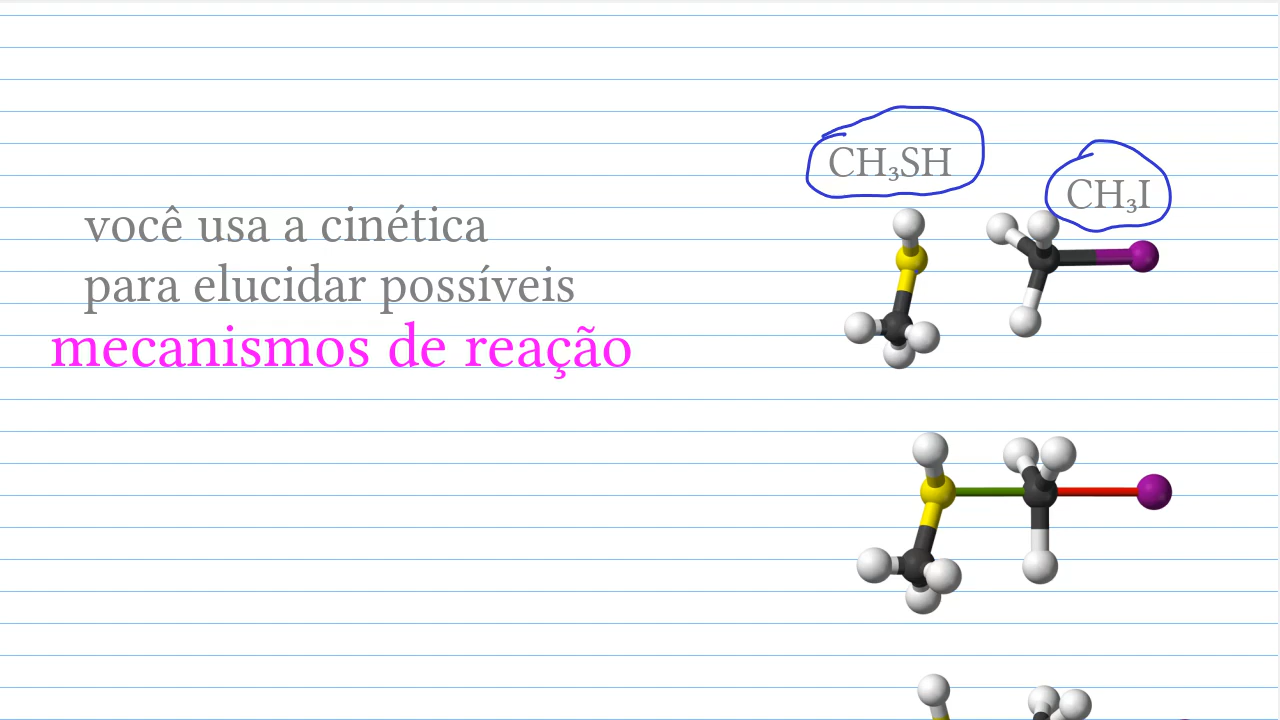 CH₃SH
CH₃I
você usa a cinética
para elucidar possíveis
mecanismos de reação